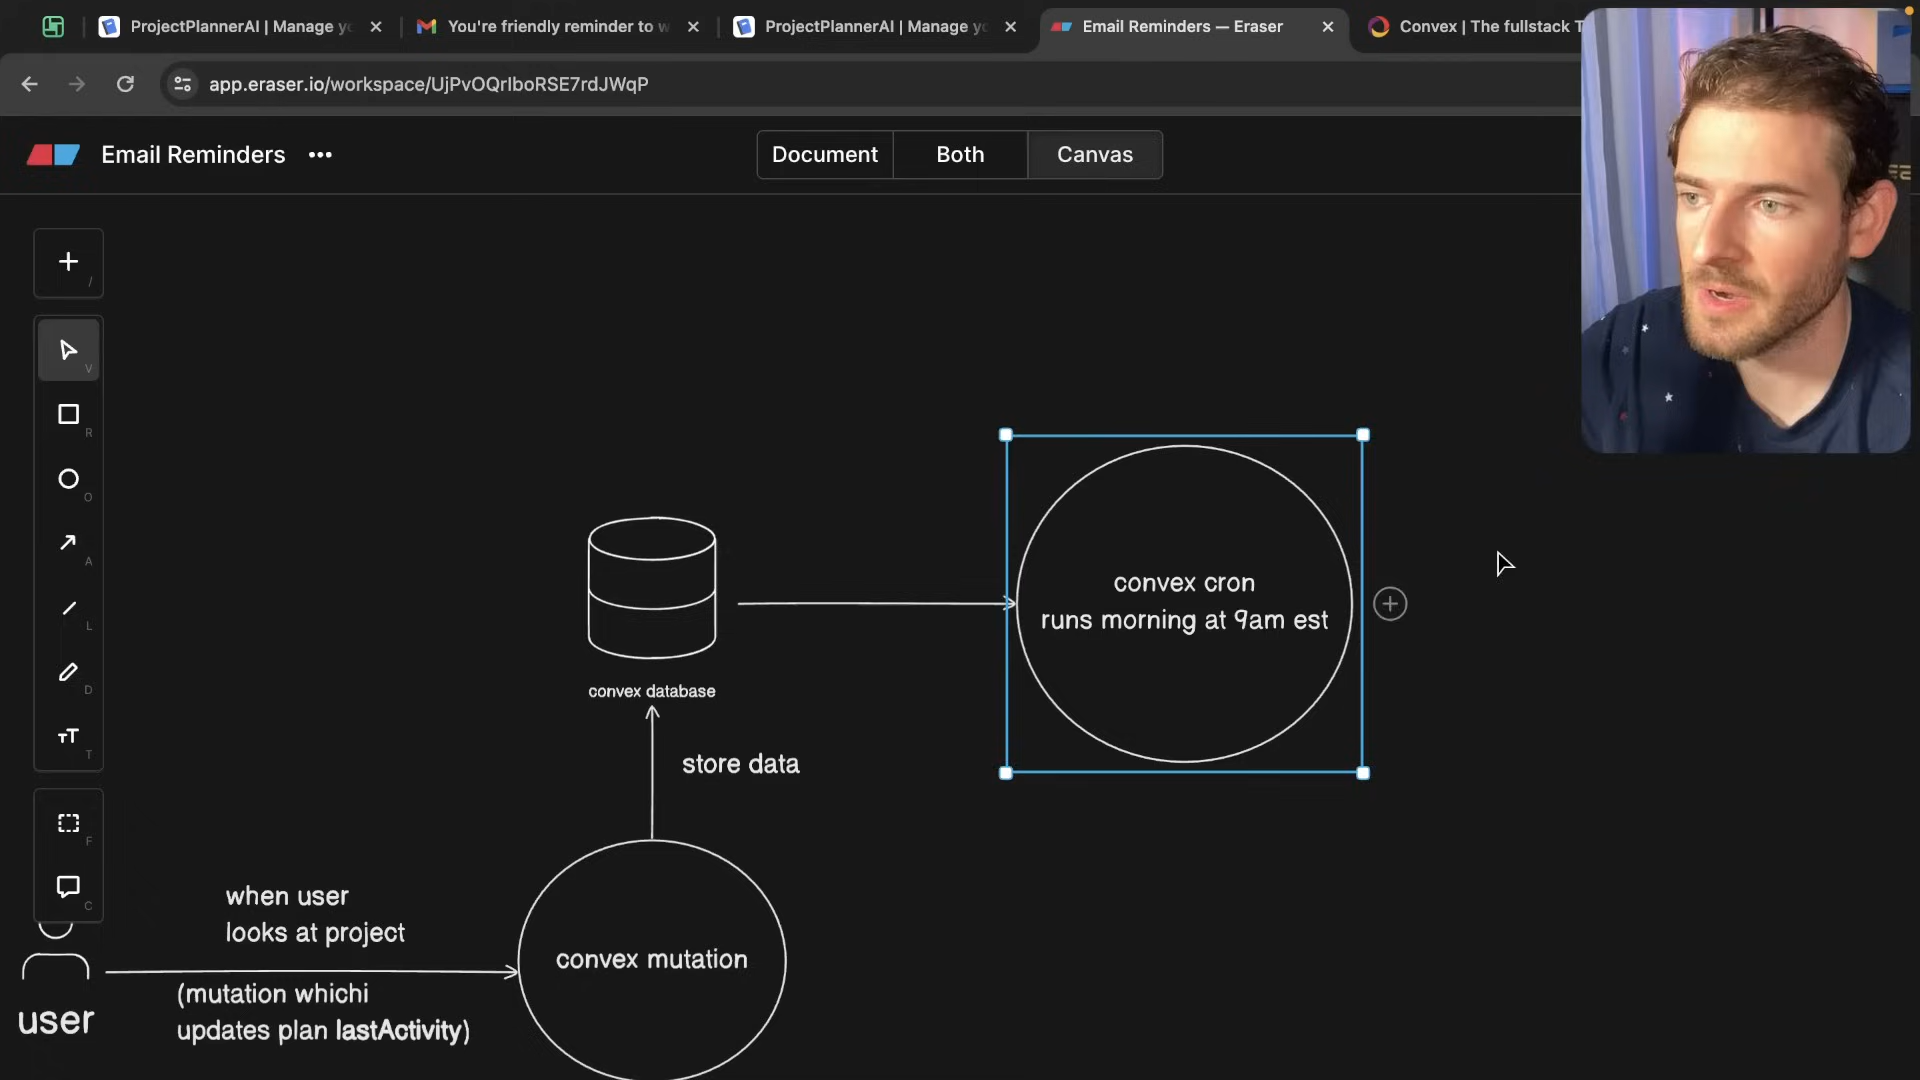 ProjectPlannerAI | Manage yo
You're friendly reminder to w
ProjectPlannerAI | Manage yo
Email Reminders — Eraser
Convex | The fullstack T
app.eraser.io/workspace/UjPvOQrIboRSE7rdJWqP
Email Reminders
Document
Both
Canvas
/
V
R
O
A
L
D
T
F
C
convex cron
runs morning at 9am est
convex database
store data
when user
looks at project
convex mutation
(mutation whichi
updates plan lastActivity)
user